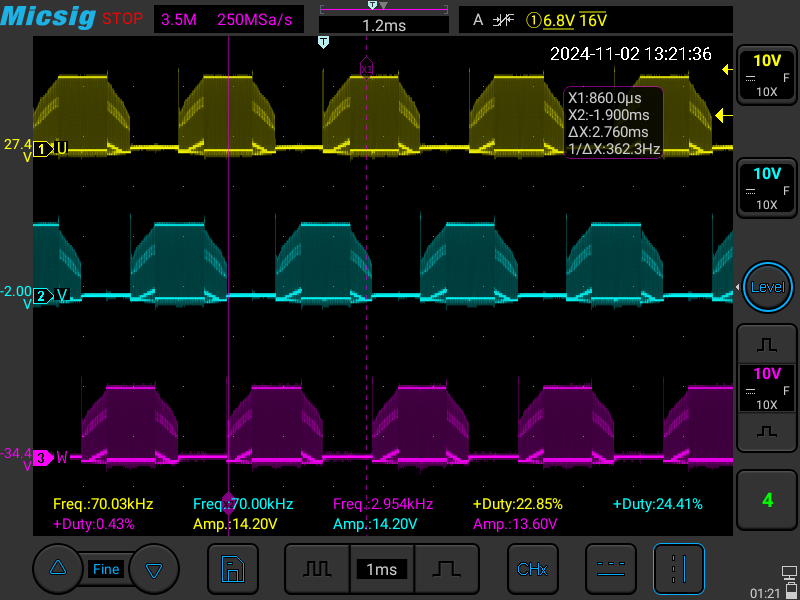 Micsig STOP 3.5M 250MSa/s T 1.2ms A 1 6.8V 16V
T
2024-11-02 13:21:36
10V
F
10X
X1:860.0µs
X2:-1.900ms
ΔX:2.760ms
1/ΔX:362.3Hz
27.4
V
1 U
10V
F
10X
-2.00
V
2 V
Level
10V
F
10X
-34.4
V
3 W
Freq.:70.03kHz Freq.:70.00kHz Freq.:2.954kHz +Duty:22.85% +Duty:24.41%
+Duty:0.43% Amp.:14.20V Amp.:14.20V Amp.:13.60V
4
Fine 1ms CHx
01:21